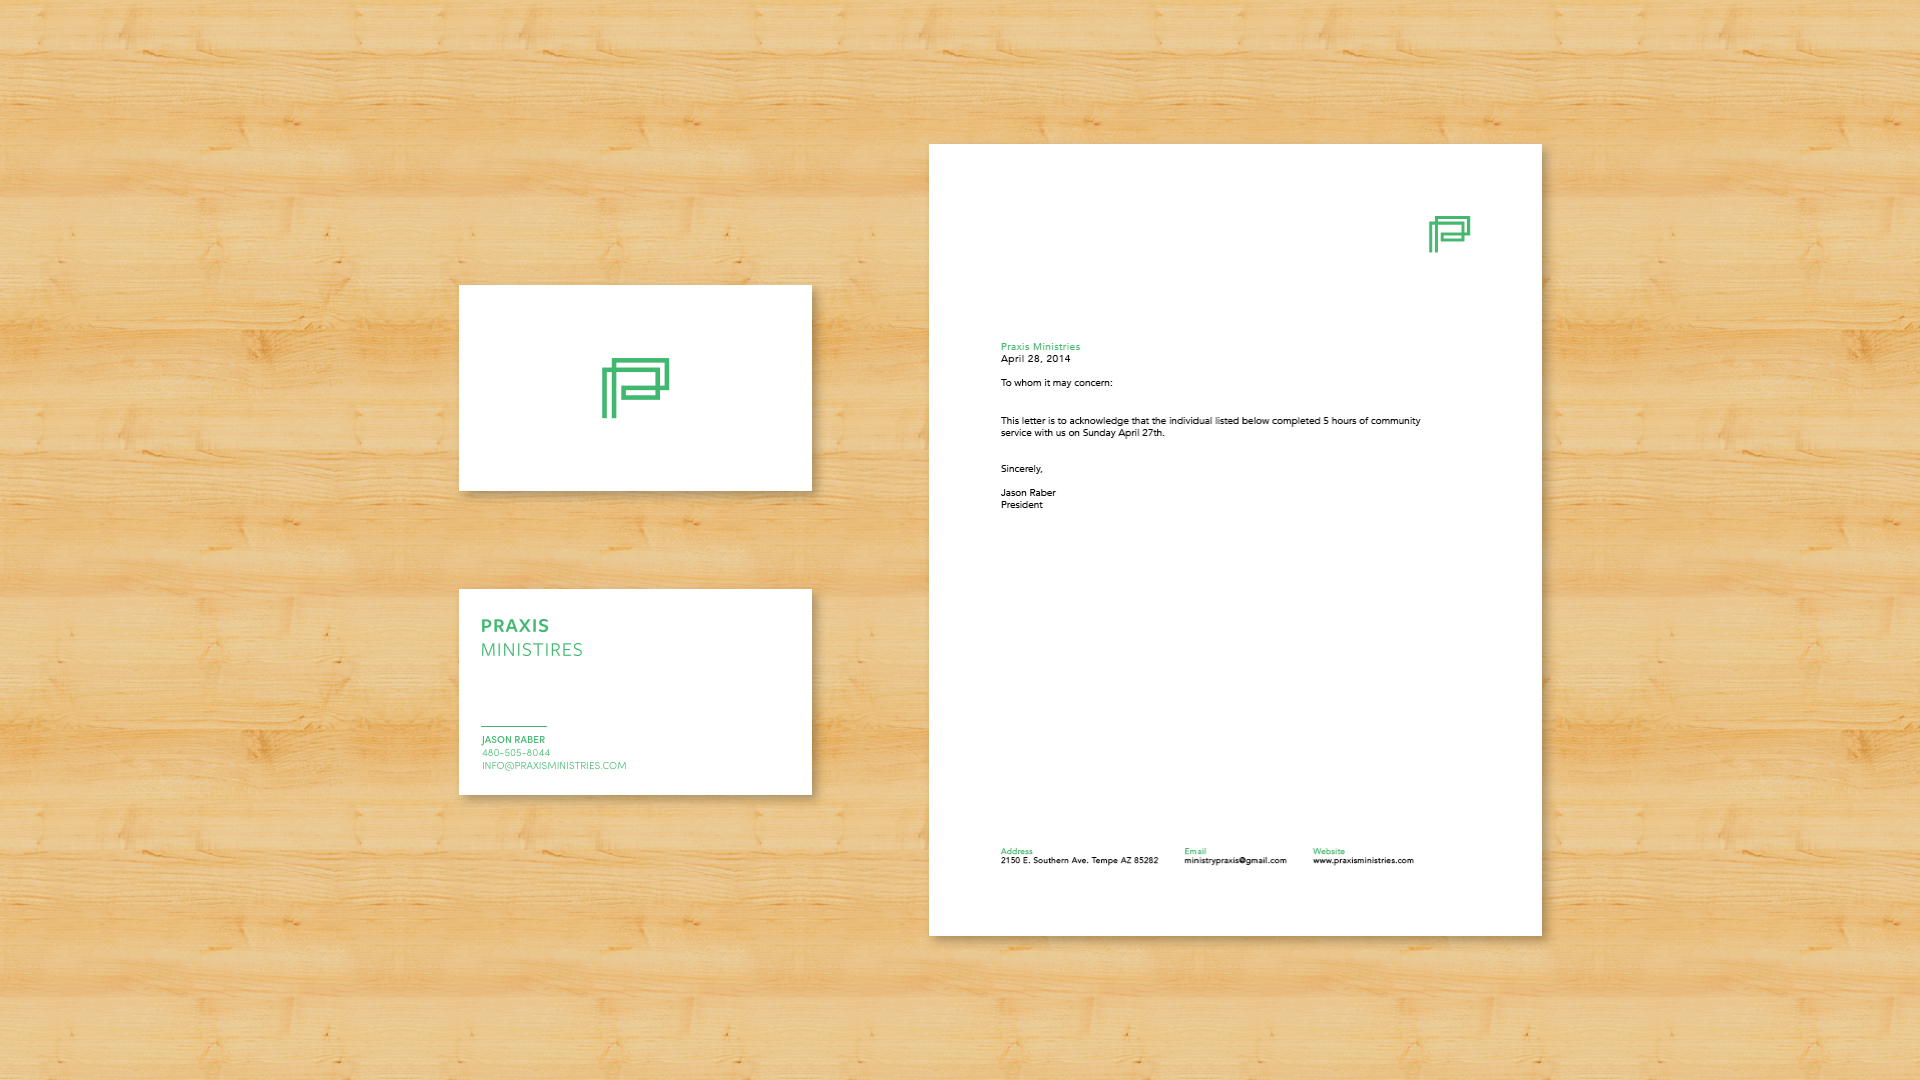 PRAXIS
MINISTIRES
JASON RABER
480-505-8044
INFO@PRAXISMINISTRIES.COM
Praxis Ministries
April 28, 2014
To whom it may concern:
This letter is to acknowledge that the individual listed below completed 5 hours of community
service with us on Sunday April 27th.
Sincerely,
Jason Raber
President
Address
2150 E. Southern Ave. Tempe AZ 85282
Email
ministrypraxis@gmail.com
Website
www.praxisministries.com